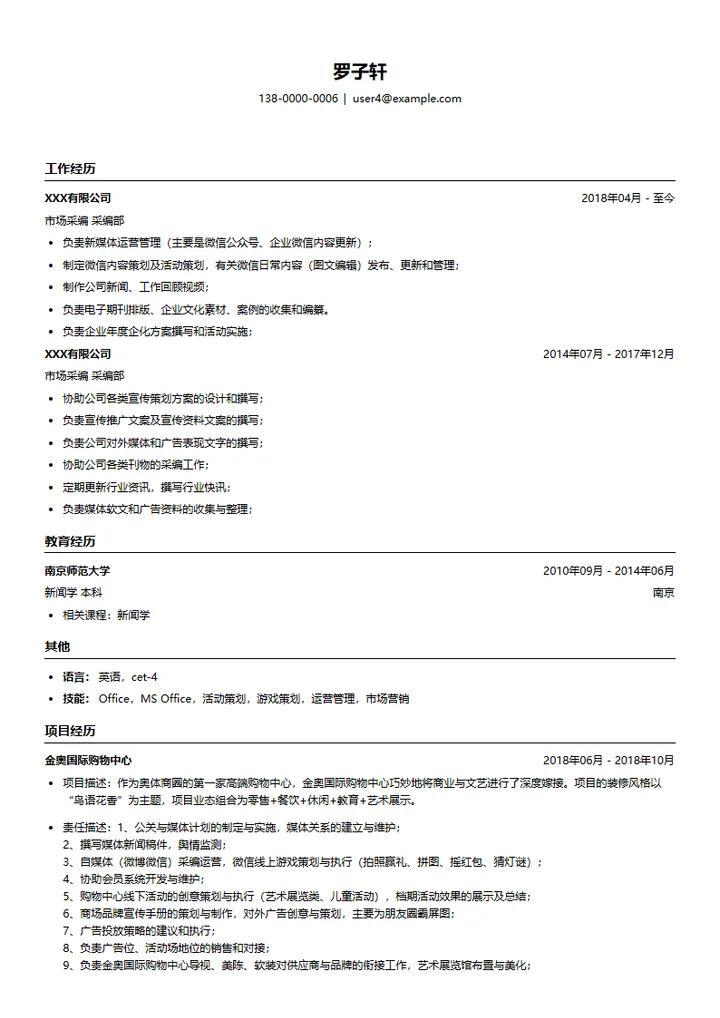 罗子轩
138-0000-0006 | user4@example.com
工作经历
XXX有限公司 2018年04月 - 至今
市场采编 采编部
• 负责新媒体运营管理（主要是微信公众号、企业微信内容更新）;
• 制定微信内容策划及活动策划，有关微信日常内容（图文编辑）发布、更新和管理;
• 制作公司新闻、工作回顾视频;
• 负责电子期刊排版、企业文化素材、案例的收集和编纂。
• 负责企业年度企化方案撰写和活动实施;
XXX有限公司 2014年07月 - 2017年12月
市场采编 采编部
• 协助公司各类宣传策划方案的设计和撰写;
• 负责宣传推广文案及宣传资料文案的撰写;
• 负责公司对外媒体和广告表现文字的撰写;
• 协助公司各类刊物的采编工作;
• 定期更新行业资讯，撰写行业快讯;
• 负责媒体软文和广告资料的收集与整理;
教育经历
南京师范大学 2010年09月 - 2014年06月
新闻学 本科 南京
• 相关课程：新闻学
其他
• 语言： 英语，cet-4
• 技能： Office，MS Office，活动策划，游戏策划，运营管理，市场营销
项目经历
金奥国际购物中心 2018年06月 - 2018年10月
• 项目描述：作为奥体商圈的第一家高端购物中心，金奥国际购物中心巧妙地将商业与文艺进行了深度嫁接。项目的装修风格以
“鸟语花香”为主题，项目业态组合为零售+餐饮+休闲+教育+艺术展示。
• 责任描述：1、公关与媒体计划的制定与实施，媒体关系的建立与维护;
2、撰写媒体新闻稿件，舆情监测;
3、自媒体（微博微信）采编运营，微信线上游戏策划与执行（拍照赢礼、拼图、摇红包、猜灯谜）;
4、协助会员系统开发与维护;
5、购物中心线下活动的创意策划与执行（艺术展览类、儿童活动），档期活动效果的展示及总结;
6、商场品牌宣传手册的策划与制作，对外广告创意与策划，主要为朋友圈霸屏图;
7、广告投放策略的建议和执行;
8、负责广告位、活动场地位的销售和对接;
9、负责金奥国际购物中心导视、美陈、软装对供应商与品牌的衔接工作，艺术展览馆布置与美化;